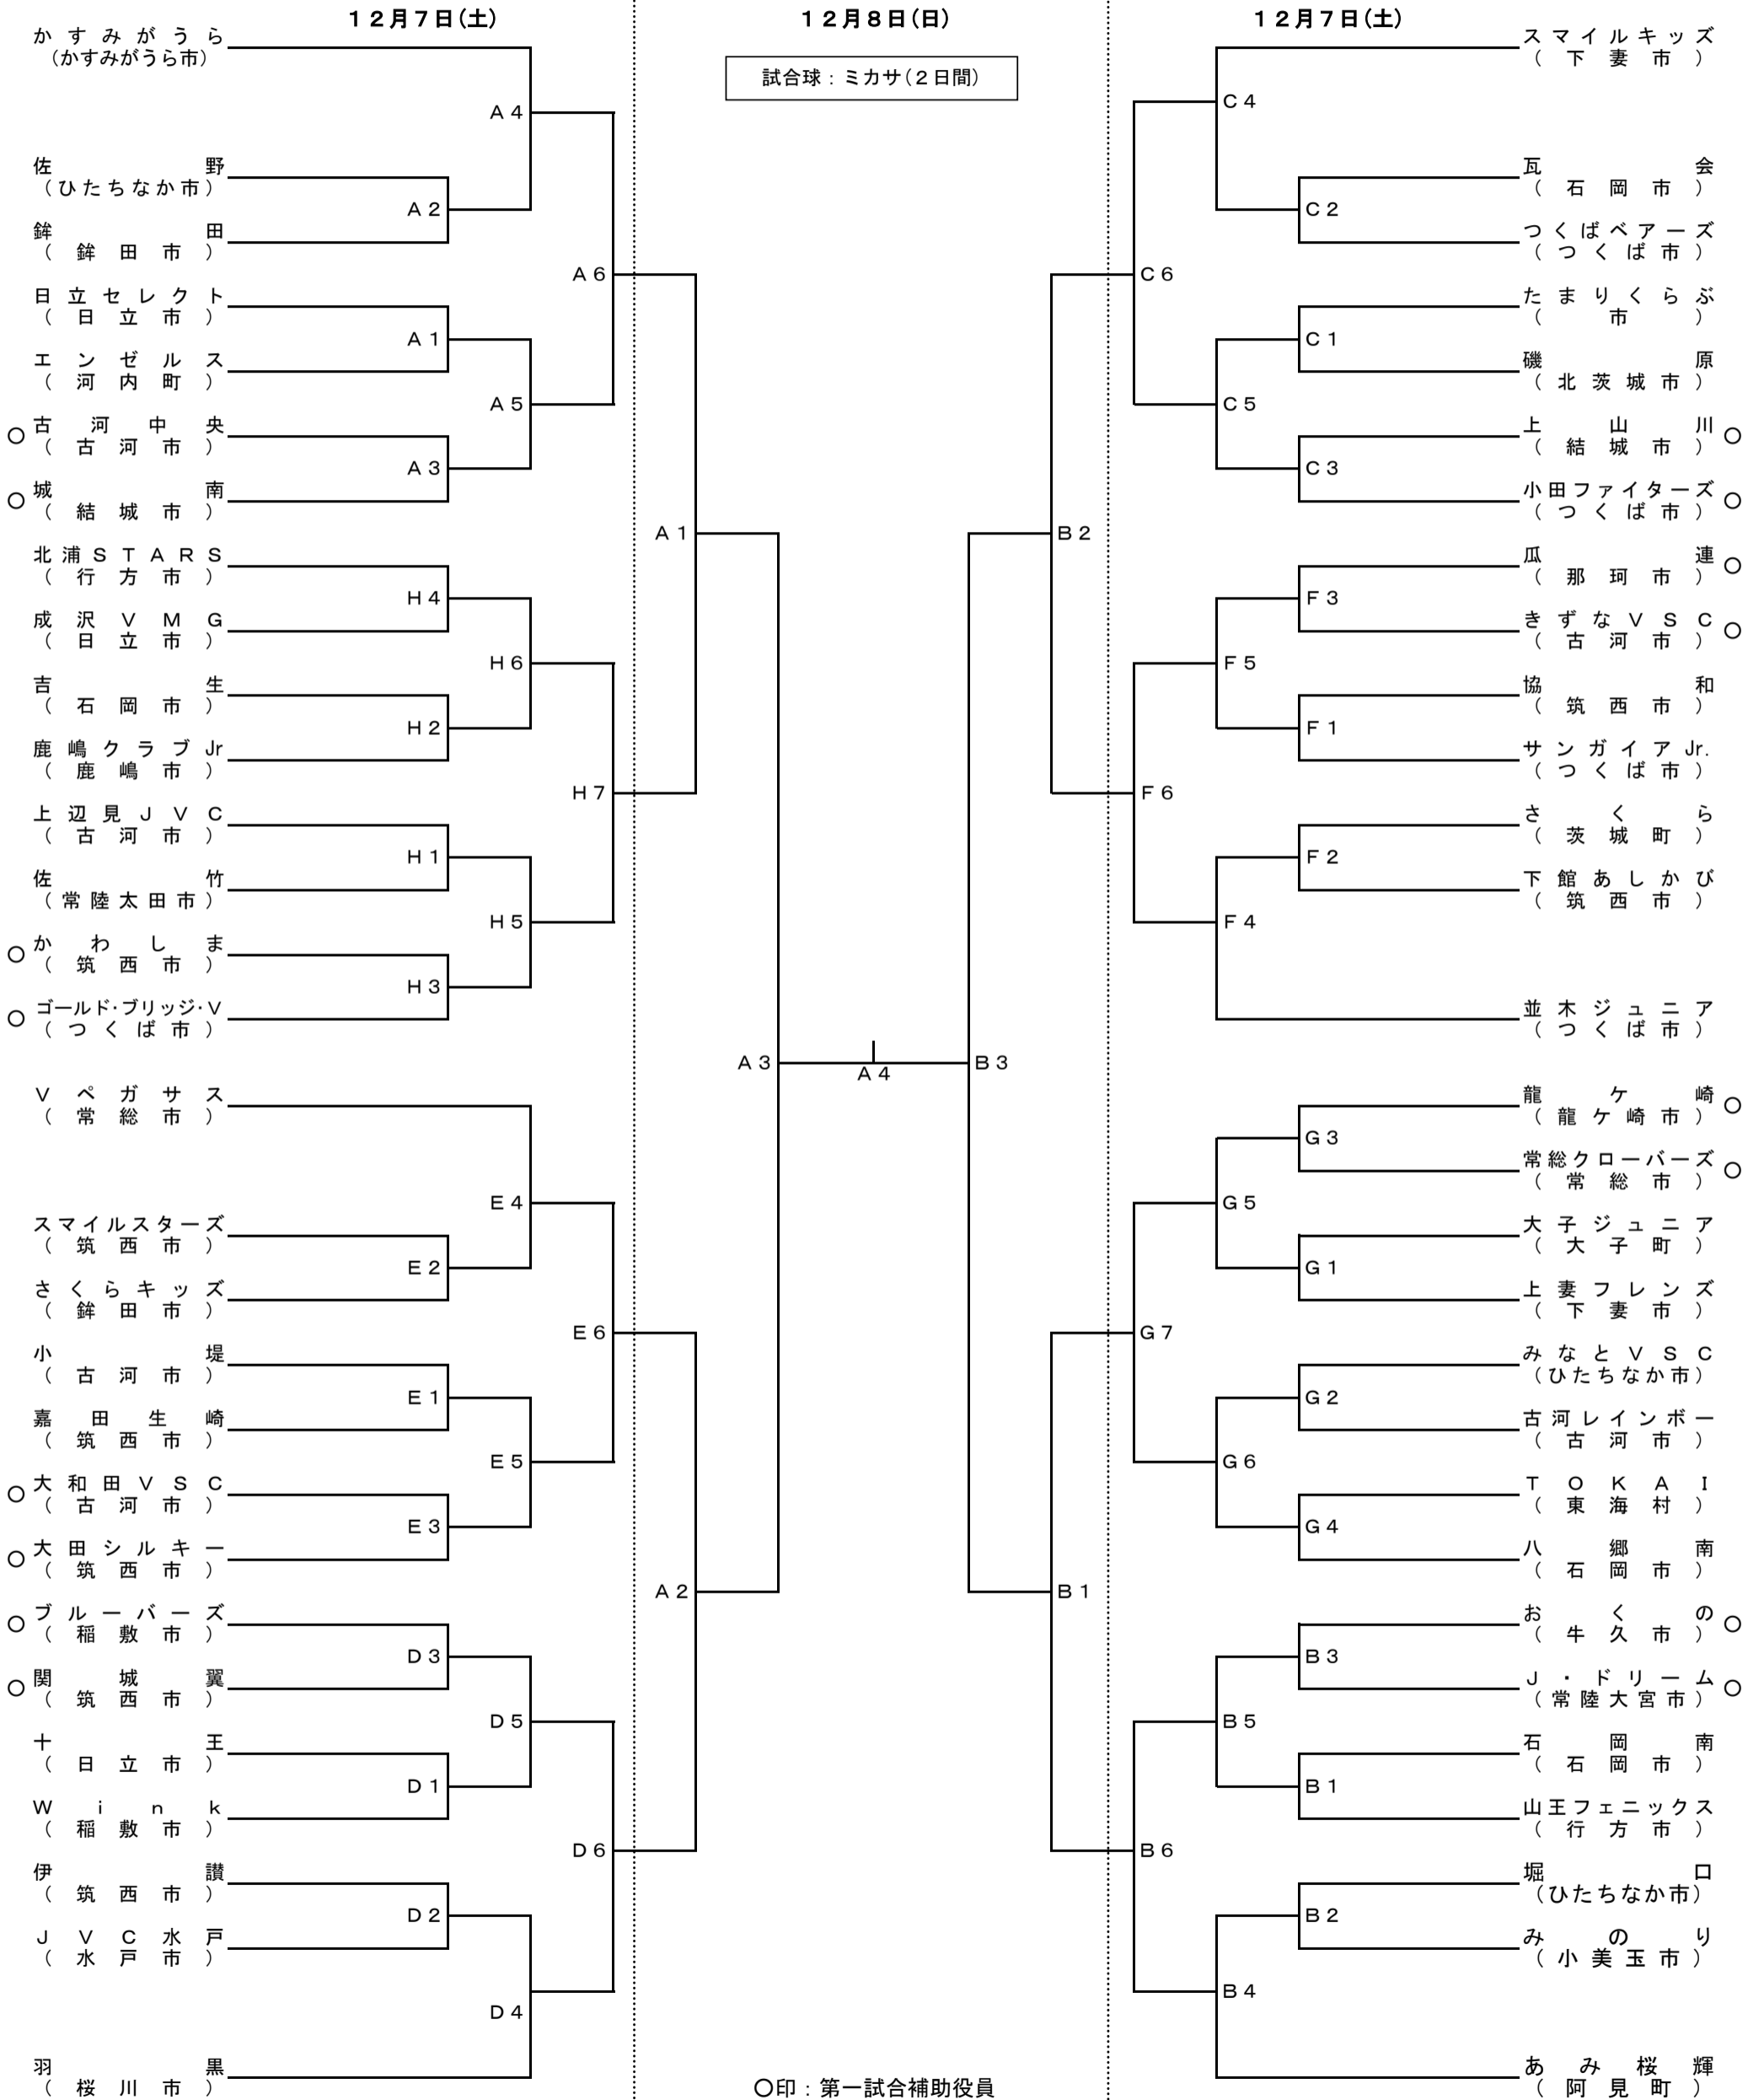 12月7日(土)
12月8日(日)
12月7日(土)
試合球：ミカサ(2日間)
かすみがうら
(かすみがうら市)
A4
佐野
(ひたちなか市)
A2
鉾田
(鉾田市)
A6
日立セレクト
(日立市)
A1
エンゼルス
(河内町)
A5
○古河中央
(古河市)
A3
○城南
(結城市)
A1
北浦STARS
(行方市)
H4
成沢VMG
(日立市)
H6
吉生
(石岡市)
H2
鹿嶋クラブJr
(鹿嶋市)
H7
上辺見JVC
(古河市)
H1
佐竹
(常陸太田市)
H5
○かわしま
(筑西市)
H3
○ゴールド・ブリッジ・V
(つくば市)
A3
A4
B3
Vペガサス
(常総市)
E4
スマイルスターズ
(筑西市)
E2
さくらキッズ
(鉾田市)
E6
小堤
(古河市)
E1
嘉田生崎
(筑西市)
E5
○大和田VSC
(古河市)
E3
○大田シルキー
(筑西市)
A2
○ブルーバーズ
(稲敷市)
D3
○関城翼
(筑西市)
D5
十王
(日立市)
D1
Wink
(稲敷市)
D6
伊讃
(筑西市)
D2
JVC水戸
(水戸市)
D4
羽黒
(桜川市)
スマイルキッズ
(下妻市)
C4
瓦会
(石岡市)
C2
つくばベアーズ
(つくば市)
C6
たまりくらぶ
(市)
C1
磯原
(北茨城市)
C5
上山川○
(結城市)
C3
小田ファイターズ○
(つくば市)
B2
瓜連○
(那珂市)
F3
きずなVSC○
(古河市)
F5
協和
(筑西市)
F1
サンガイアJr.
(つくば市)
F6
さくら
(茨城町)
F2
下館あしかび
(筑西市)
F4
並木ジュニア
(つくば市)
龍ケ崎○
(龍ケ崎市)
G3
常総クローバーズ○
(常総市)
G5
大子ジュニア
(大子町)
G1
上妻フレンズ
(下妻市)
G7
みなとVSC
(ひたちなか市)
G2
古河レインボー
(古河市)
G6
TOKAI
(東海村)
G4
八郷南
(石岡市)
B1
おくの○
(牛久市)
B3
J・ドリーム○
(常陸大宮市)
B5
石岡南
(石岡市)
B1
山王フェニックス
(行方市)
B6
堀口
(ひたちなか市)
B2
みのり
(小美玉市)
B4
あみ桜輝
(阿見町)
○印：第一試合補助役員